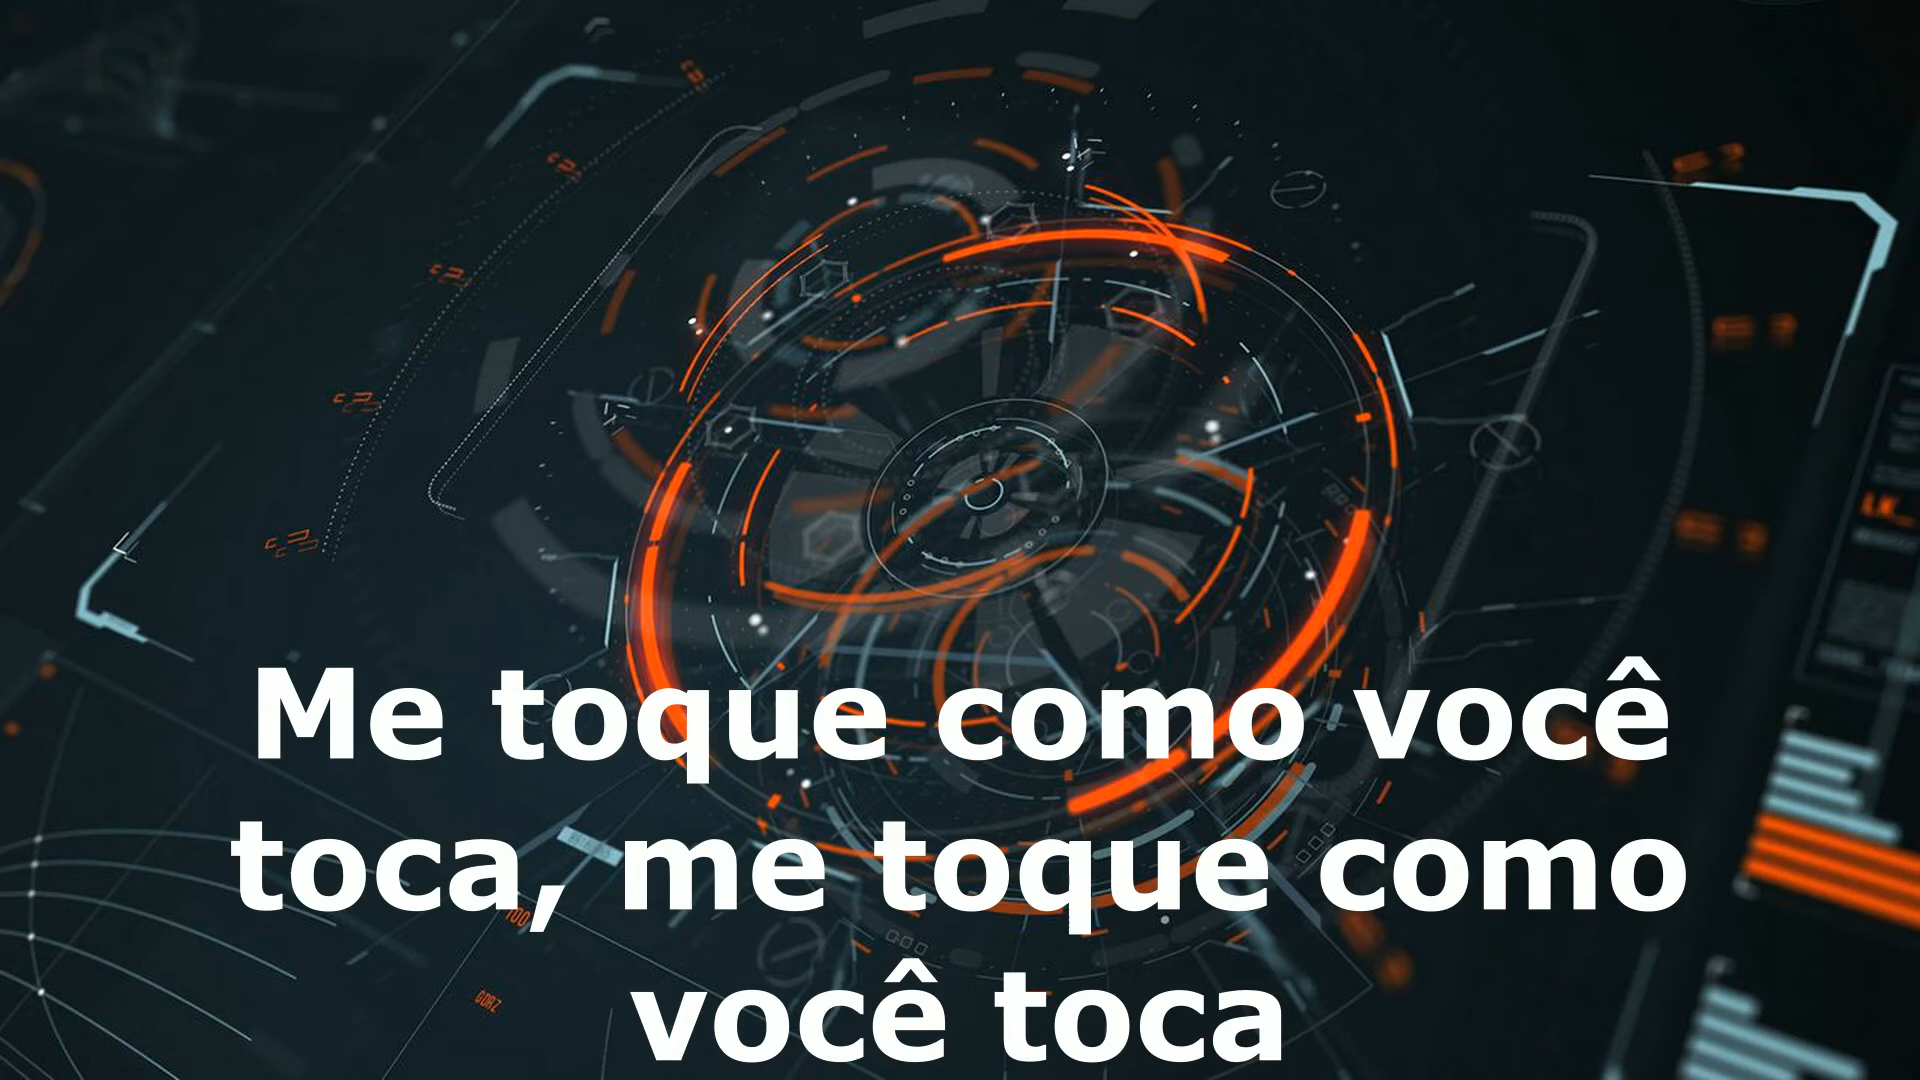 Me toque como você
toca, me toque como
você toca